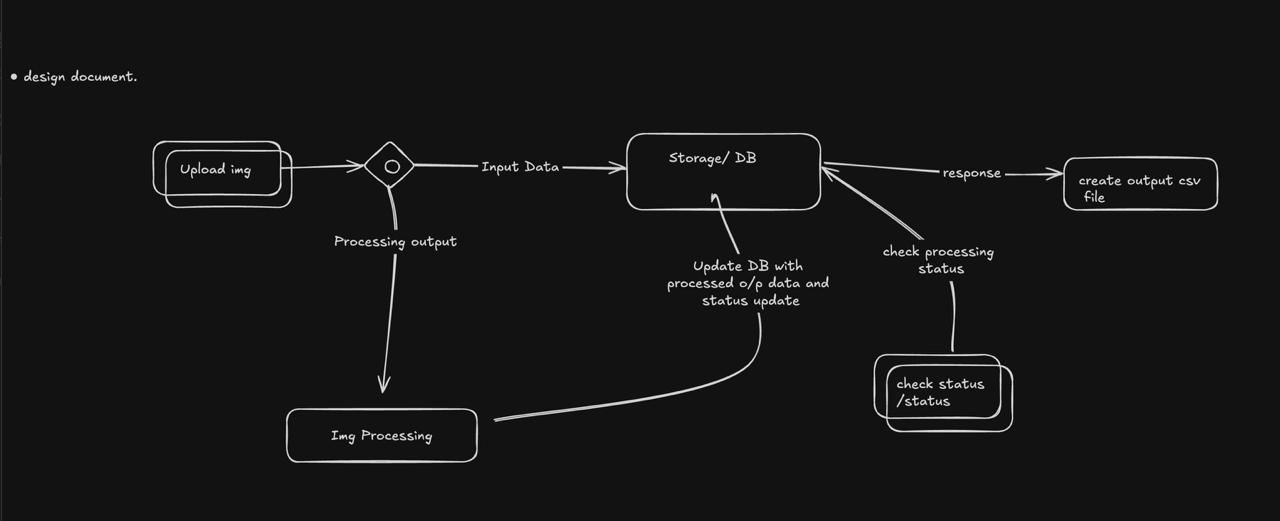 • design document.
Upload img
Input Data
Storage/ DB
response
create output csv
file
Processing output
check processing
status
Update DB with
processed o/p data and
status update
check status
/status
Img Processing